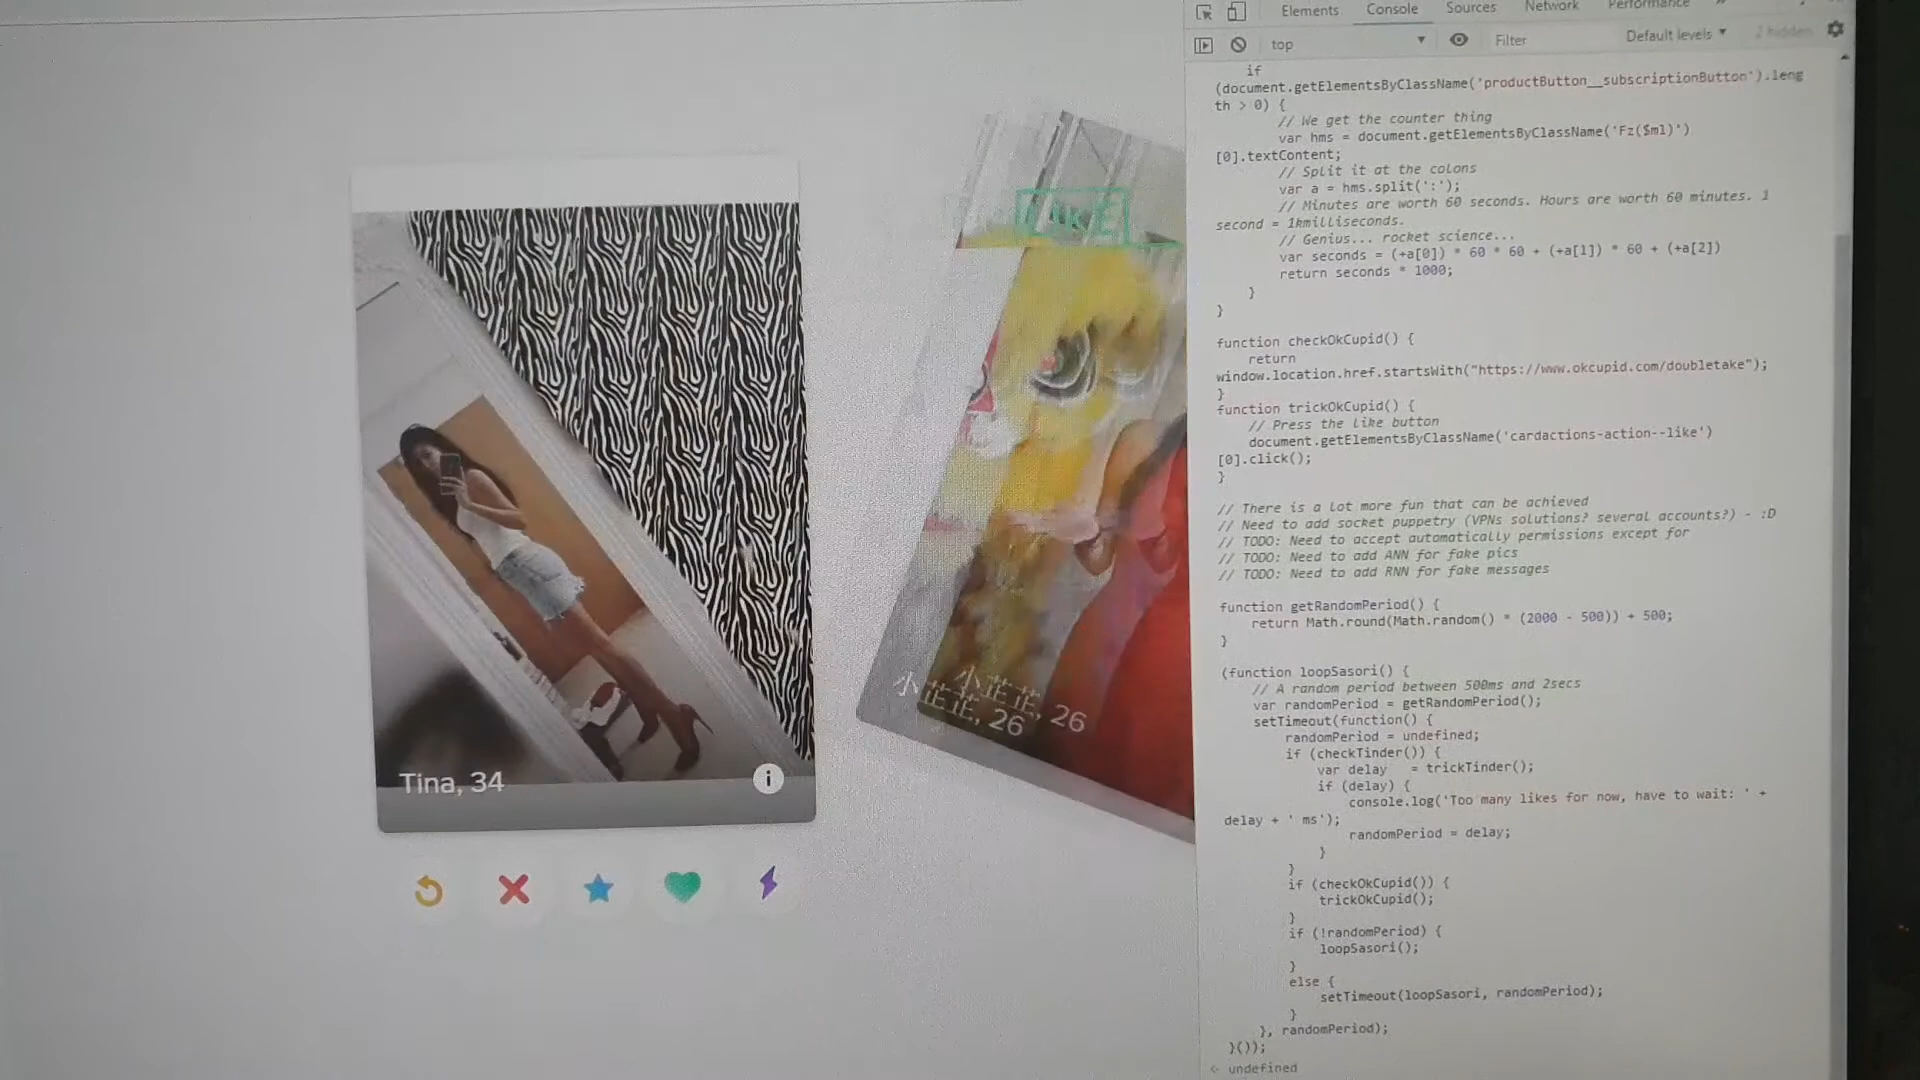 Elements Console Sources Network Performance
top Filter Default levels 2 hidden
if
(document.getElementsByClassName('productButton__subscriptionButton').leng
th > 0) {
// We get the counter thing
var hms = document.getElementsByClassName('Fz($ml)')
[0].textContent;
// Split it at the colons
var a = hms.split(':');
// Minutes are worth 60 seconds. Hours are worth 60 minutes. 1
second = 1kmilliseconds.
// Genius... rocket science...
var seconds = (+a[0]) * 60 * 60 + (+a[1]) * 60 + (+a[2])
return seconds * 1000;
}
}
function checkOkCupid() {
return
window.location.href.startsWith("https://www.okcupid.com/doubletake");
}
function trickOkCupid() {
// Press the like button
document.getElementsByClassName('cardactions-action--like')
[0].click();
}
// There is a lot more fun that can be achieved
// Need to add socket puppetry (VPNs solutions? several accounts?) - :D
// TODO: Need to accept automatically permissions except for
// TODO: Need to add ANN for fake pics
// TODO: Need to add RNN for fake messages
function getRandomPeriod() {
return Math.round(Math.random() * (2000 - 500)) + 500;
}
(function loopSasori() {
// A random period between 500ms and 2secs
var randomPeriod = getRandomPeriod();
setTimeout(function() {
randomPeriod = undefined;
if (checkTinder()) {
var delay = trickTinder();
if (delay) {
console.log('Too many likes for now, have to wait: ' +
delay + ' ms');
randomPeriod = delay;
}
}
if (checkOkCupid()) {
trickOkCupid();
}
if (!randomPeriod) {
loopSasori();
}
else {
setTimeout(loopSasori, randomPeriod);
}
}, randomPeriod);
}());
undefined
LIKE
小芷芷, 26
小芷芷, 26
Tina, 34